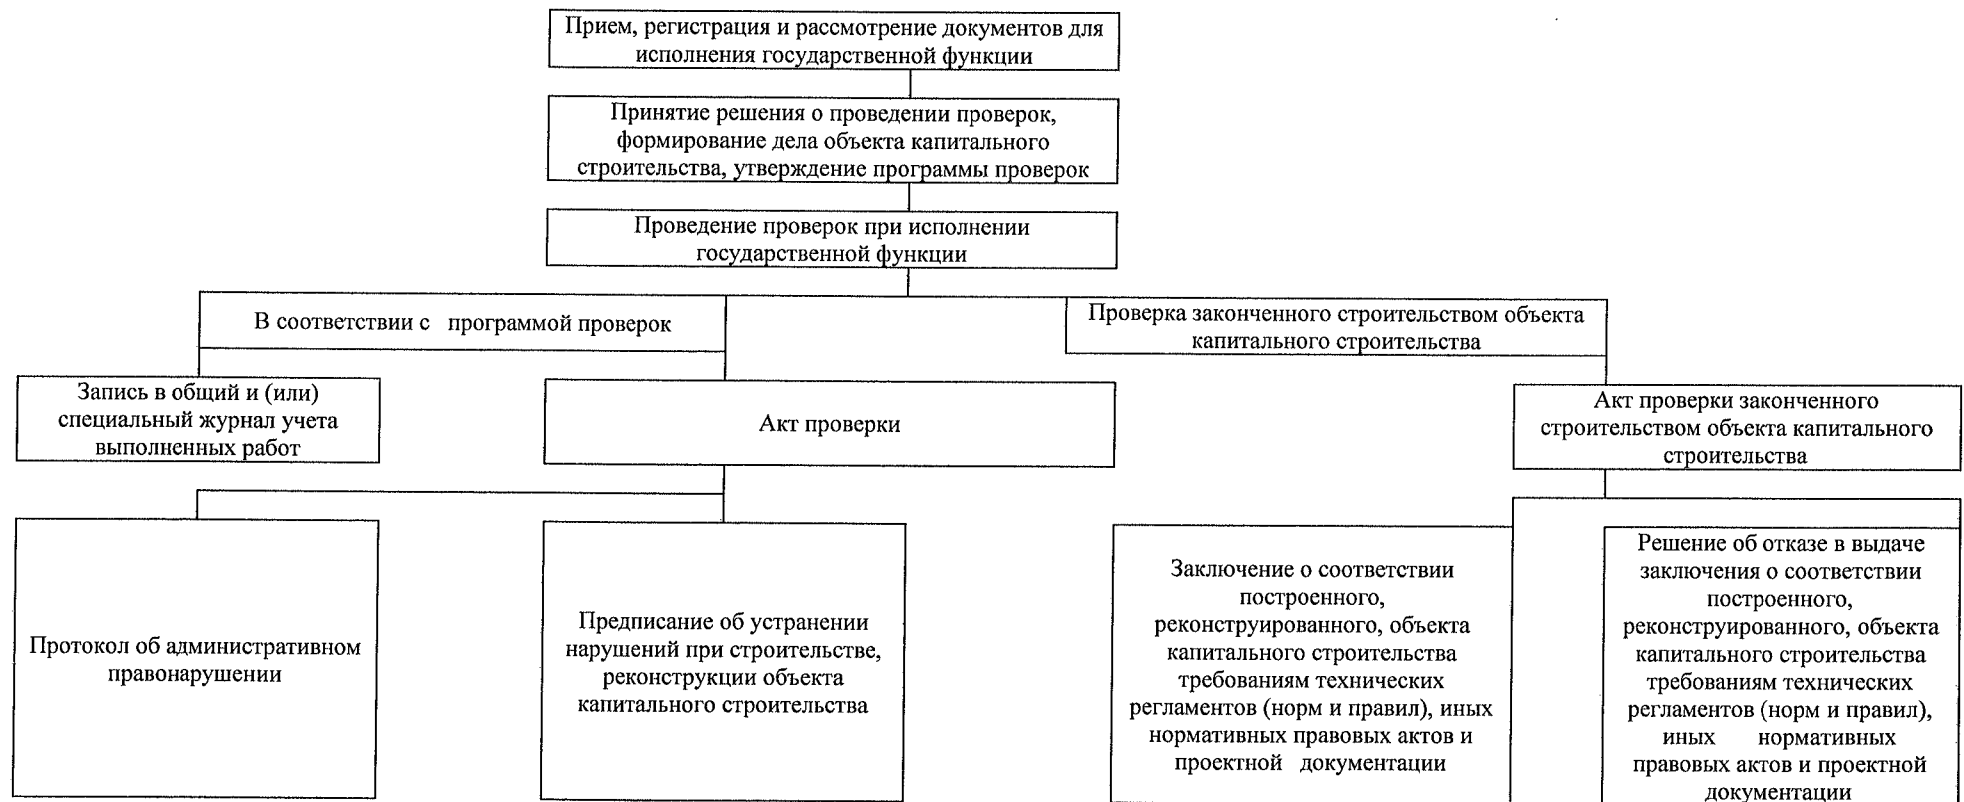 Прием, регистрация и рассмотрение документов для
исполнения государственной функции
Принятие решения о проведении проверок,
формирование дела объекта капитального
строительства, утверждение программы проверок
Проведение проверок при исполнении
государственной функции
В соответствии с программой проверок
Проверка законченного строительством объекта
капитального строительства
Запись в общий и (или)
специальный журнал учета
выполненных работ
Акт проверки
Акт проверки законченного
строительством объекта капитального
строительства
Протокол об административном
правонарушении
Предписание об устранении
нарушений при строительстве,
реконструкции объекта
капитального строительства
Заключение о соответствии
построенного,
реконструированного, объекта
капитального строительства
требованиям технических
регламентов (норм и правил), иных
нормативных правовых актов и
проектной документации
Решение об отказе в выдаче
заключения о соответствии
построенного,
реконструированного, объекта
капитального строительства
требованиям технических
регламентов (норм и правил),
иных нормативных
правовых актов и проектной
документации